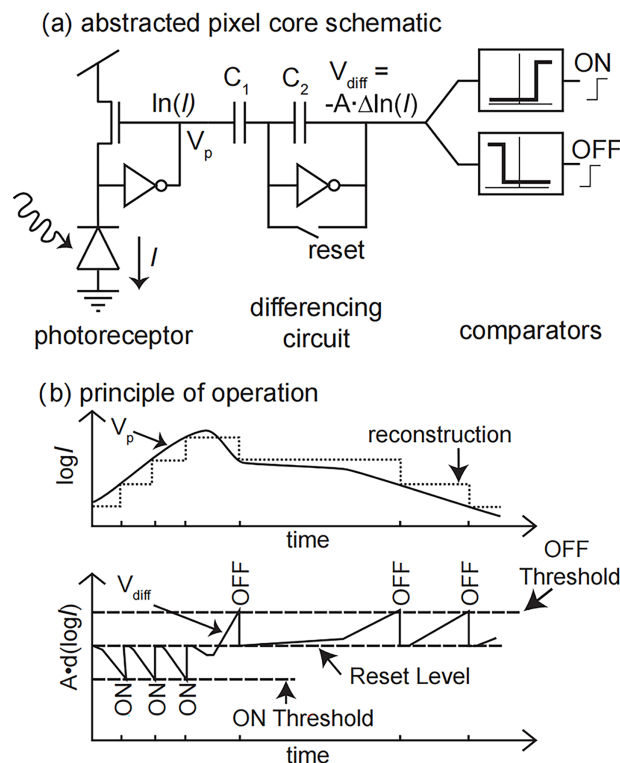 (a) abstracted pixel core schematic
ln(I)
Vp
C1
C2
Vdiff =
-A·Δln(I)
ON
OFF
reset
I
photoreceptor
differencing
circuit
comparators
(b) principle of operation
Vp
reconstruction
logI
time
OFF
Threshold
Vdiff
OFF
OFF
OFF
A•d(logI)
Reset Level
ON
ON
ON
ON Threshold
time